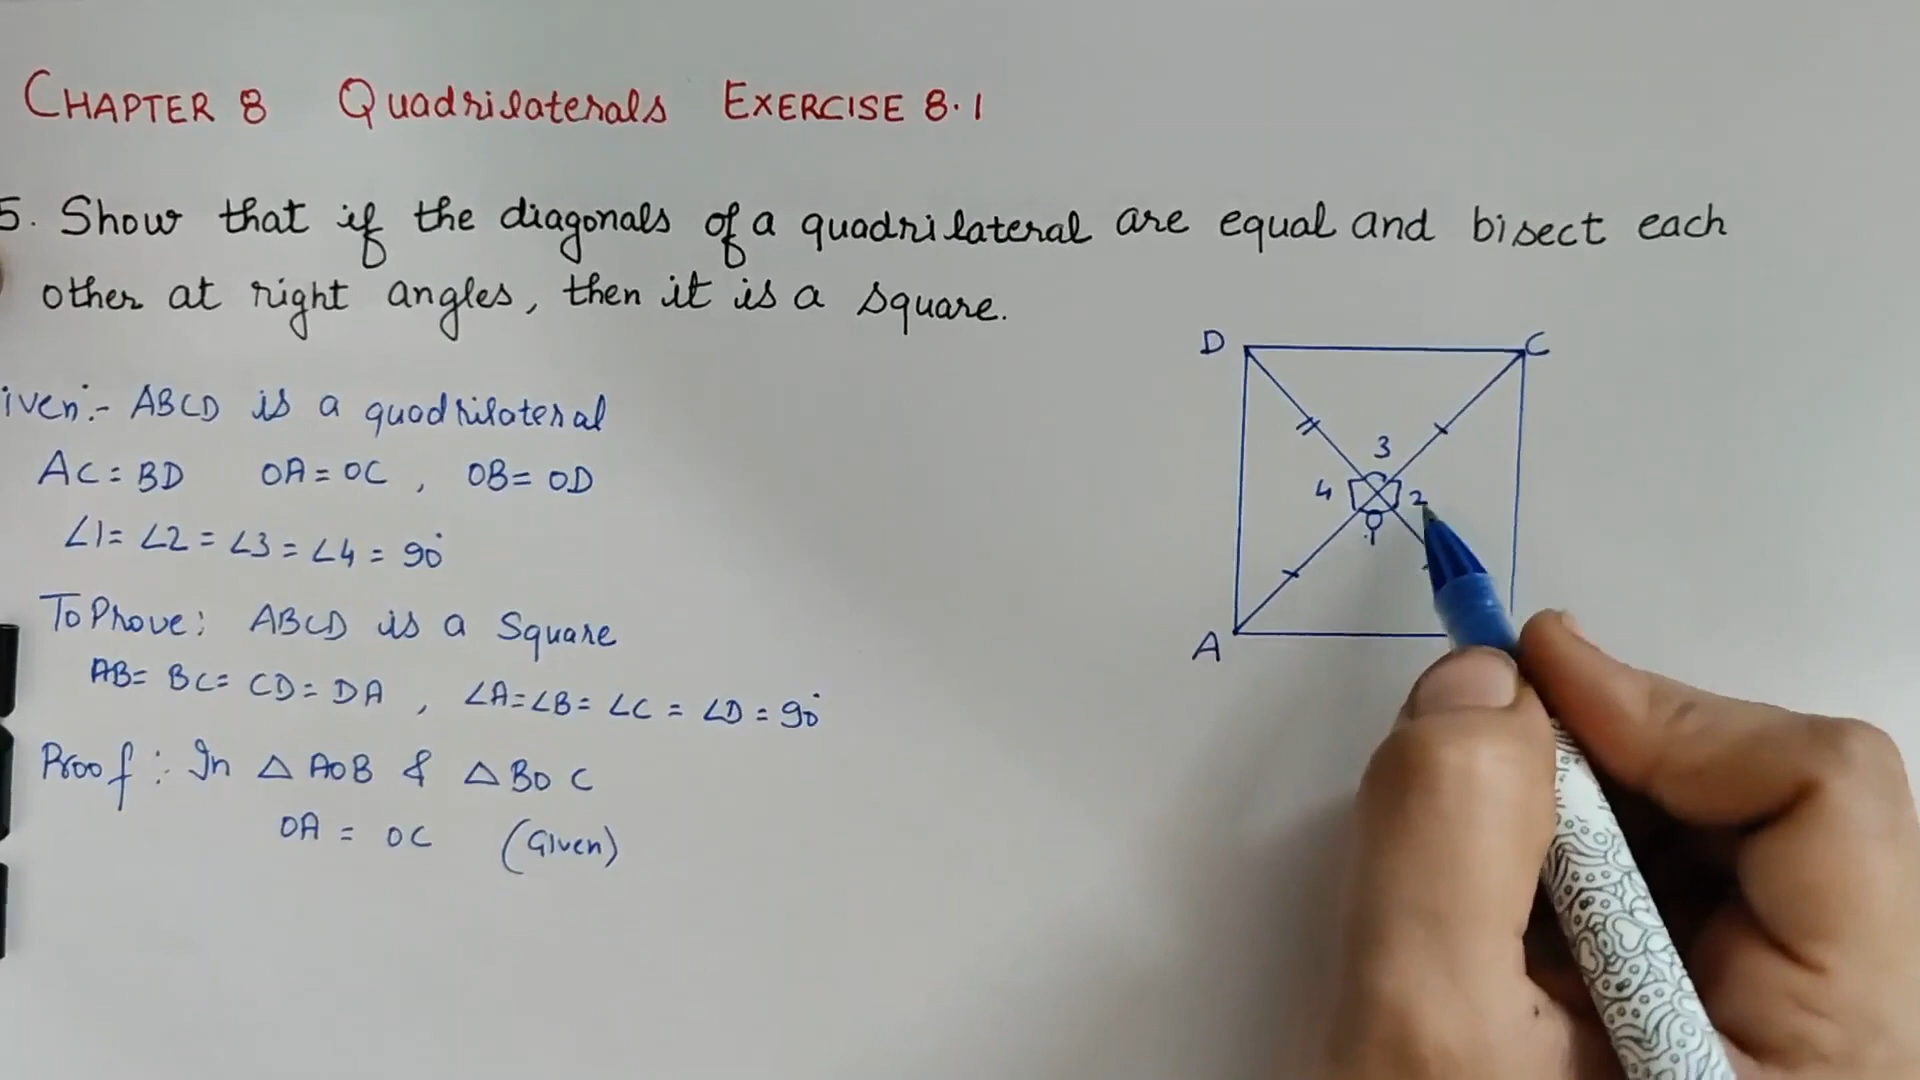 CHAPTER 8 Quadrilaterals EXERCISE 8.1
5. Show that if the diagonals of a quadrilateral are equal and bisect each
other at right angles, then it is a square.
iven:- ABCD is a quadrilateral
AC = BD OA = OC , OB = OD
∠1 = ∠2 = ∠3 = ∠4 = 90°
To Prove: ABCD is a Square
AB = BC = CD = DA , ∠A = ∠B = ∠C = ∠D = 90°
Proof : In △ AOB & △ BOC
OA = OC (Given)
D C
3
4 2
O
1
A